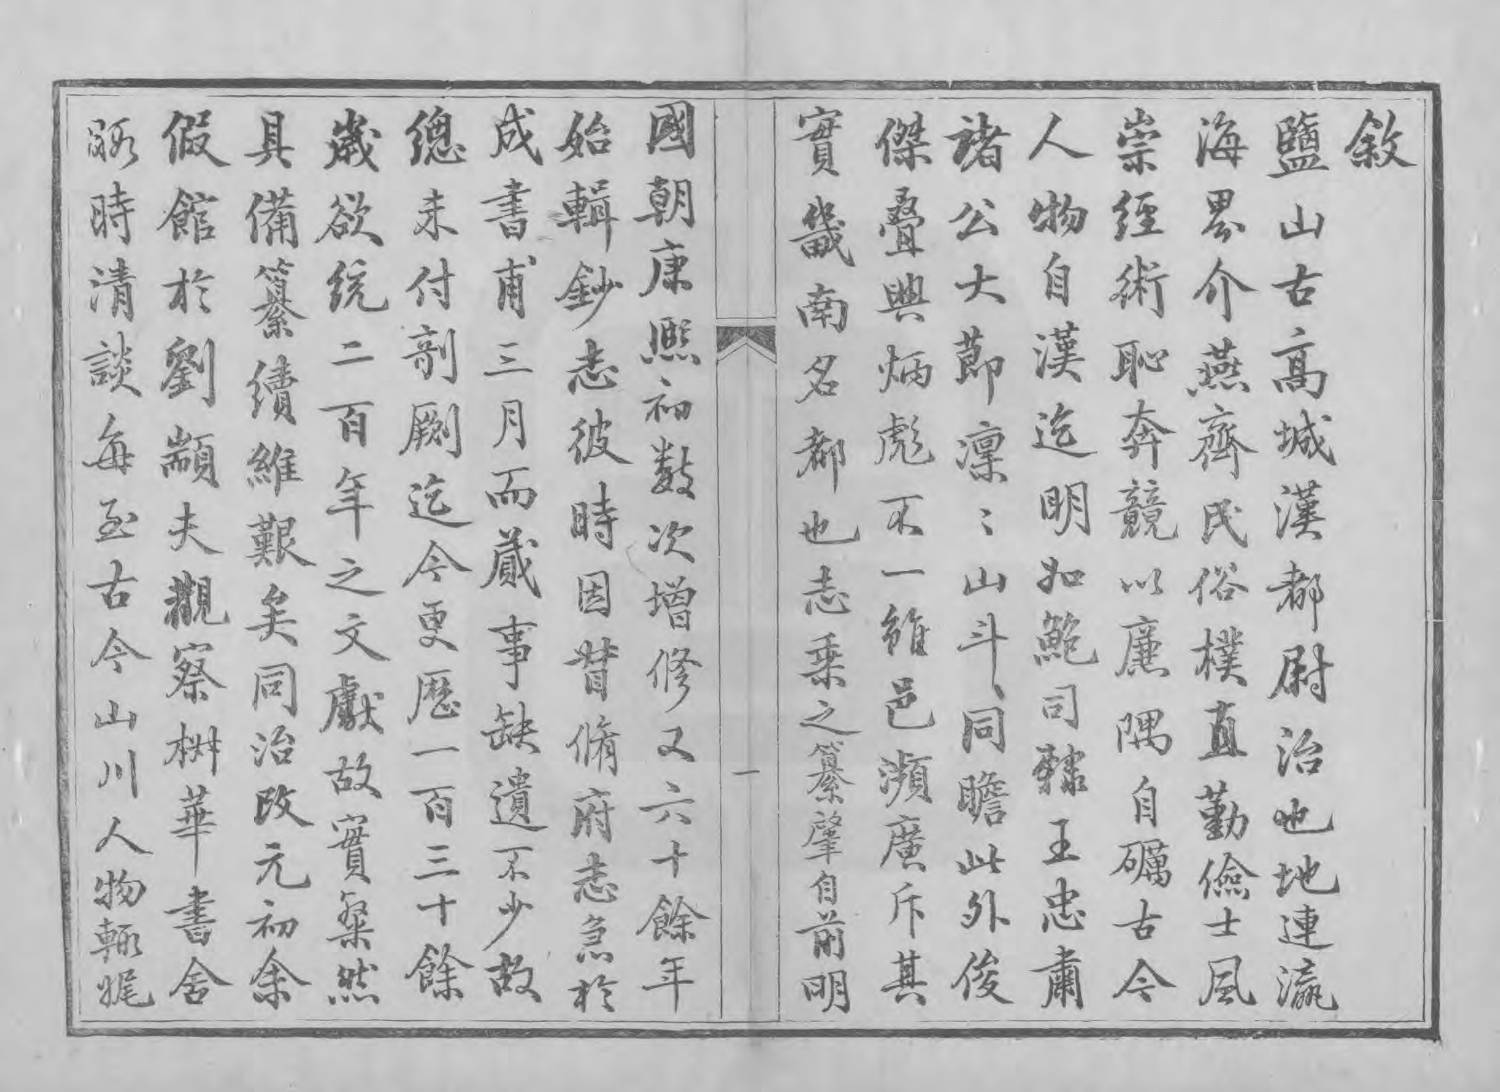 敘
鹽山古高城漢都尉治也地連瀛
海界介燕齊民俗樸直勤儉士風
崇經術恥奔競以廉隅自礪古今
人物自漢迄明如鮑司隸王忠肅
諸公大節凜〻山斗同瞻此外俊
傑疊興炳彪不一雖邑瀕廣斥其
實畿南名都也志乘之纂肇自前明
一
國朝康熙初數次增修又六十餘年
始輯鈔志彼時因督脩府志急於
成書甫三月而蕆事缺遺不少故
總未付剞劂迄今更歷一百三十餘
歲欲統二百年之文獻故實粲然
具備纂續維艱矣同治改元初余
假館於劉顓夫觀察樹華書舍
暇時清談每至古今山川人物輒娓